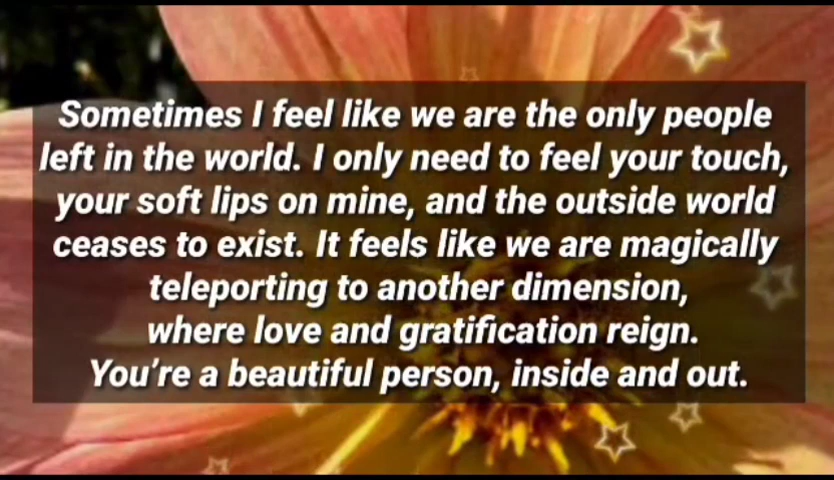 Sometimes I feel like we are the only people
left in the world. I only need to feel your touch,
your soft lips on mine, and the outside world
ceases to exist. It feels like we are magically
teleporting to another dimension,
where love and gratification reign.
You’re a beautiful person, inside and out.